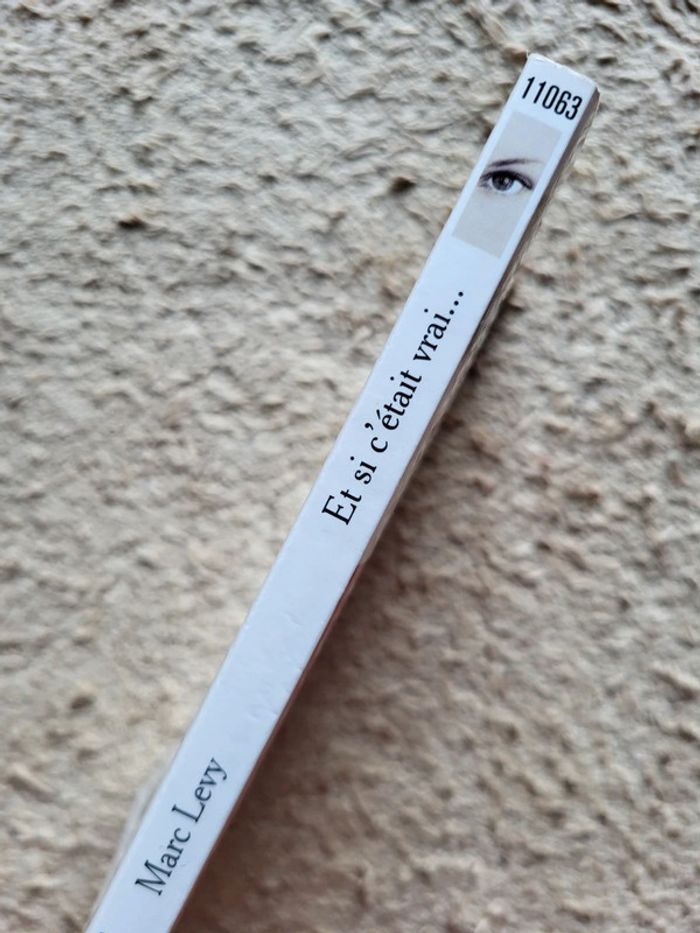 11063
Et si c'était vrai...
Marc Levy